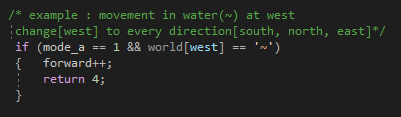 /* example : movement in water(~) at west
change[west] to every direction[south, north, east]*/
if (mode_a == 1 && world[west] == '~')
{   forward++;
    return 4;
}